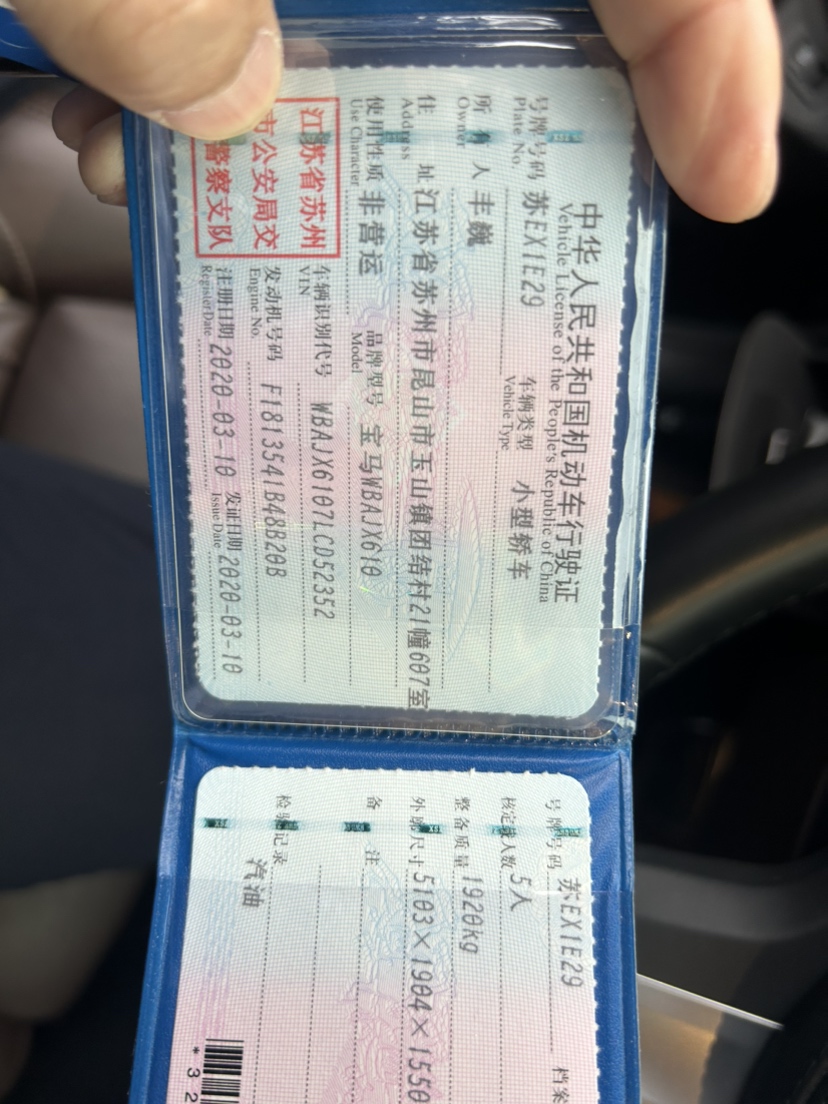 中华人民共和国机动车行驶证
Vehicle License of the People's Republic of China
号牌号码 苏EX1E29 车辆类型 小型轿车
Plate No. Vehicle Type
所 有 人 丰巍
Owner
住 址 江苏省苏州市昆山市玉山镇团结村21幢607室
Address
使用性质 非营运 品牌型号 宝马WBAJX610
Use Character Model
江苏省苏州
市公安局交
警察支队
车辆识别代号 WBAJX6107LCD52352
VIN
发动机号码 F1813541B48B20B
Engine No.
注册日期 2020-03-10 发证日期 2020-03-10
Register Date Issue Date
号牌号码 苏EX1E29 档案
核定载人数 5人
整备质量 1920kg
外廓尺寸 5103×1904×1550
备 注
检验记录
汽油
*32